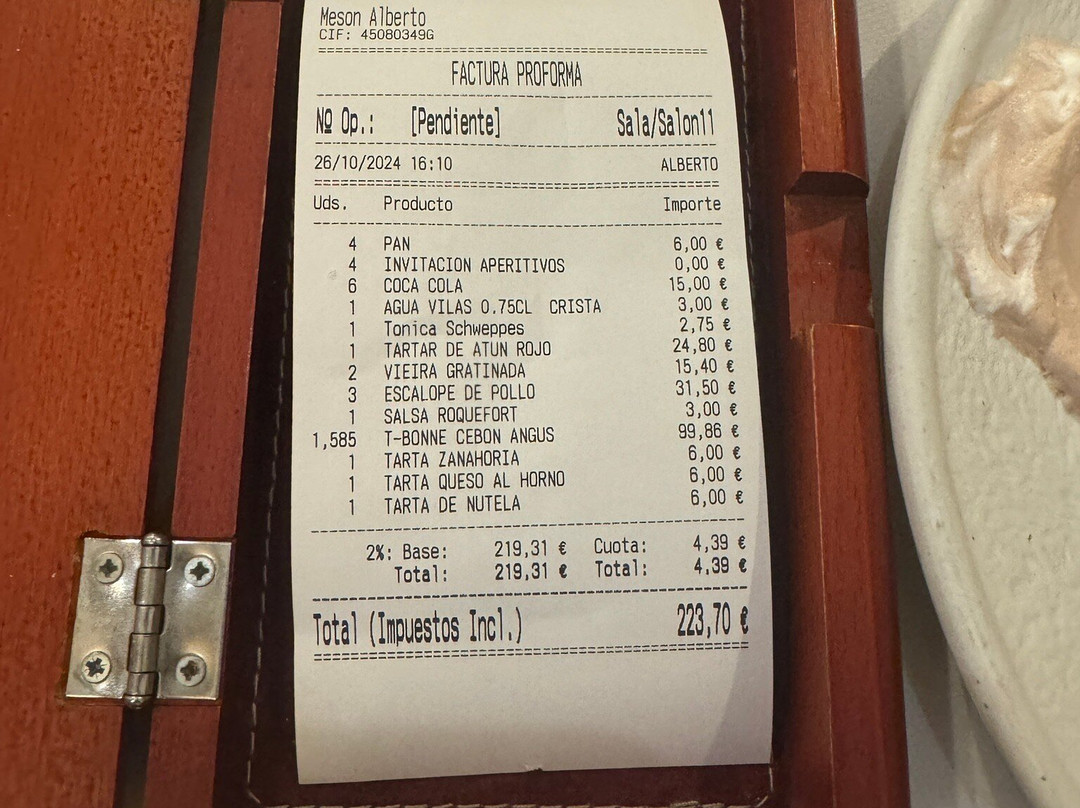 Meson Alberto
CIF: 45080349G
FACTURA PROFORMA
Nº Op.: [Pendiente] Sala/Salon11
26/10/2024 16:10 ALBERTO
Uds. Producto Importe
4 PAN 6,00 €
4 INVITACION APERITIVOS 0,00 €
6 COCA COLA 15,00 €
1 AGUA VILAS 0.75CL CRISTA 3,00 €
1 Tonica Schweppes 2,75 €
1 TARTAR DE ATUN ROJO 24,80 €
2 VIEIRA GRATINADA 15,40 €
3 ESCALOPE DE POLLO 31,50 €
1 SALSA ROQUEFORT 3,00 €
1,585 T-BONNE CEBON ANGUS 99,86 €
1 TARTA ZANAHORIA 6,00 €
1 TARTA QUESO AL HORNO 6,00 €
1 TARTA DE NUTELA 6,00 €
2%: Base: 219,31 € Cuota: 4,39 €
Total: 219,31 € Total: 4,39 €
Total (Impuestos Incl.) 223,70 €